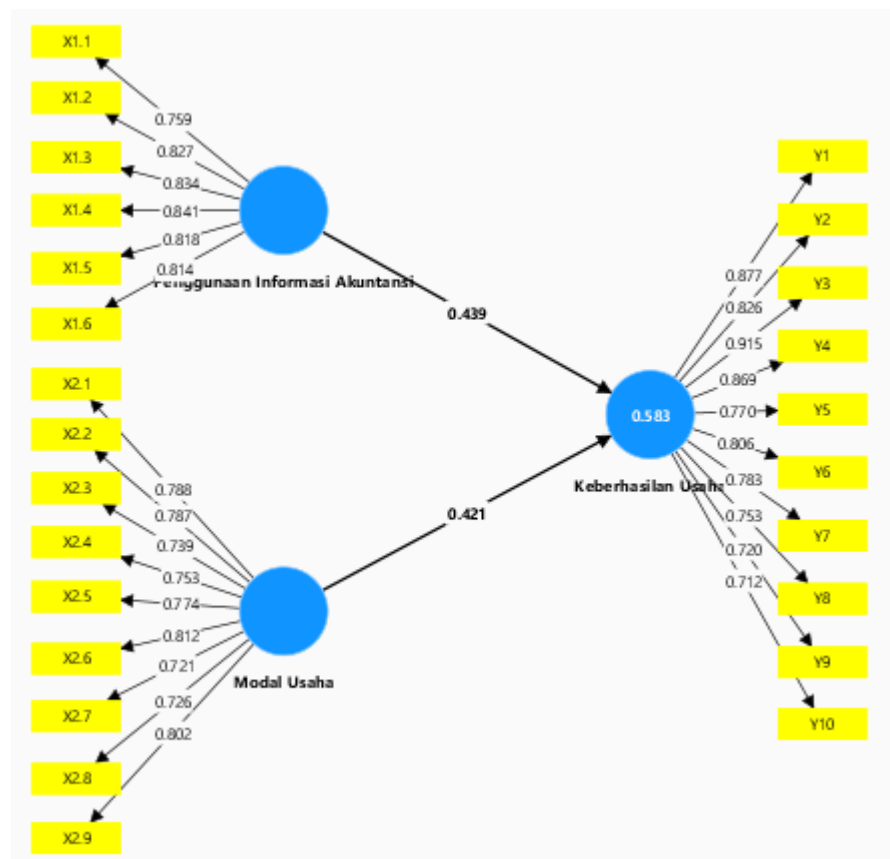 X1.1
X1.2
X1.3
X1.4
X1.5
X1.6
0.759
0.827
0.834
0.841
0.818
0.814
Penggunaan Informasi Akuntansi
0.439
X2.1
X2.2
X2.3
X2.4
X2.5
X2.6
X2.7
X2.8
X2.9
0.788
0.787
0.739
0.753
0.774
0.812
0.721
0.726
0.802
Modal Usaha
0.421
0.583
Keberhasilan Usaha
0.877
0.826
0.915
0.869
0.770
0.806
0.783
0.753
0.720
0.712
Y1
Y2
Y3
Y4
Y5
Y6
Y7
Y8
Y9
Y10